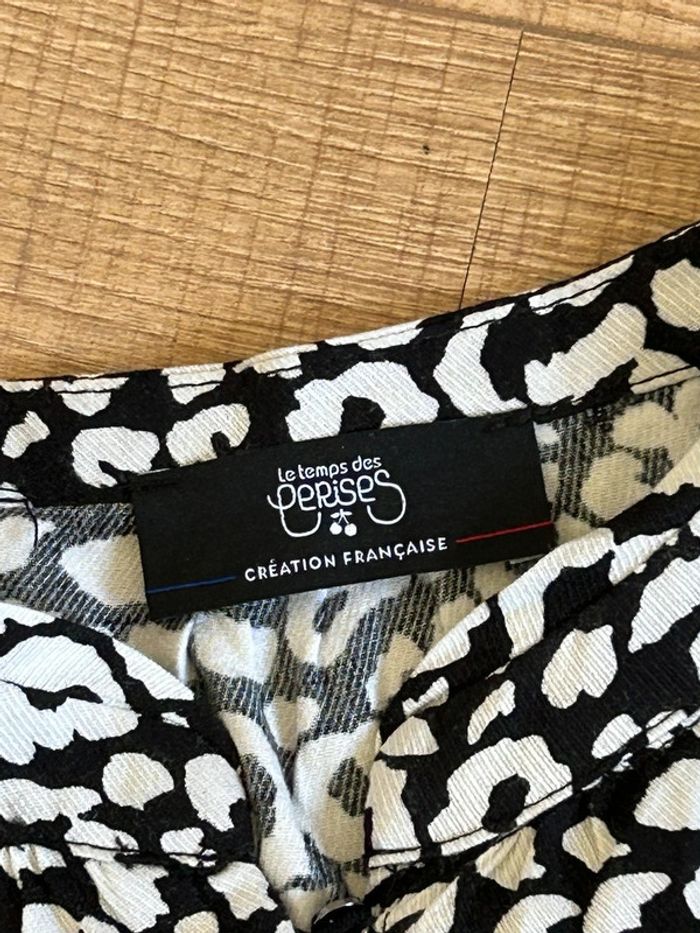 Le temps des
CERiSES
CRÉATION FRANÇAISE